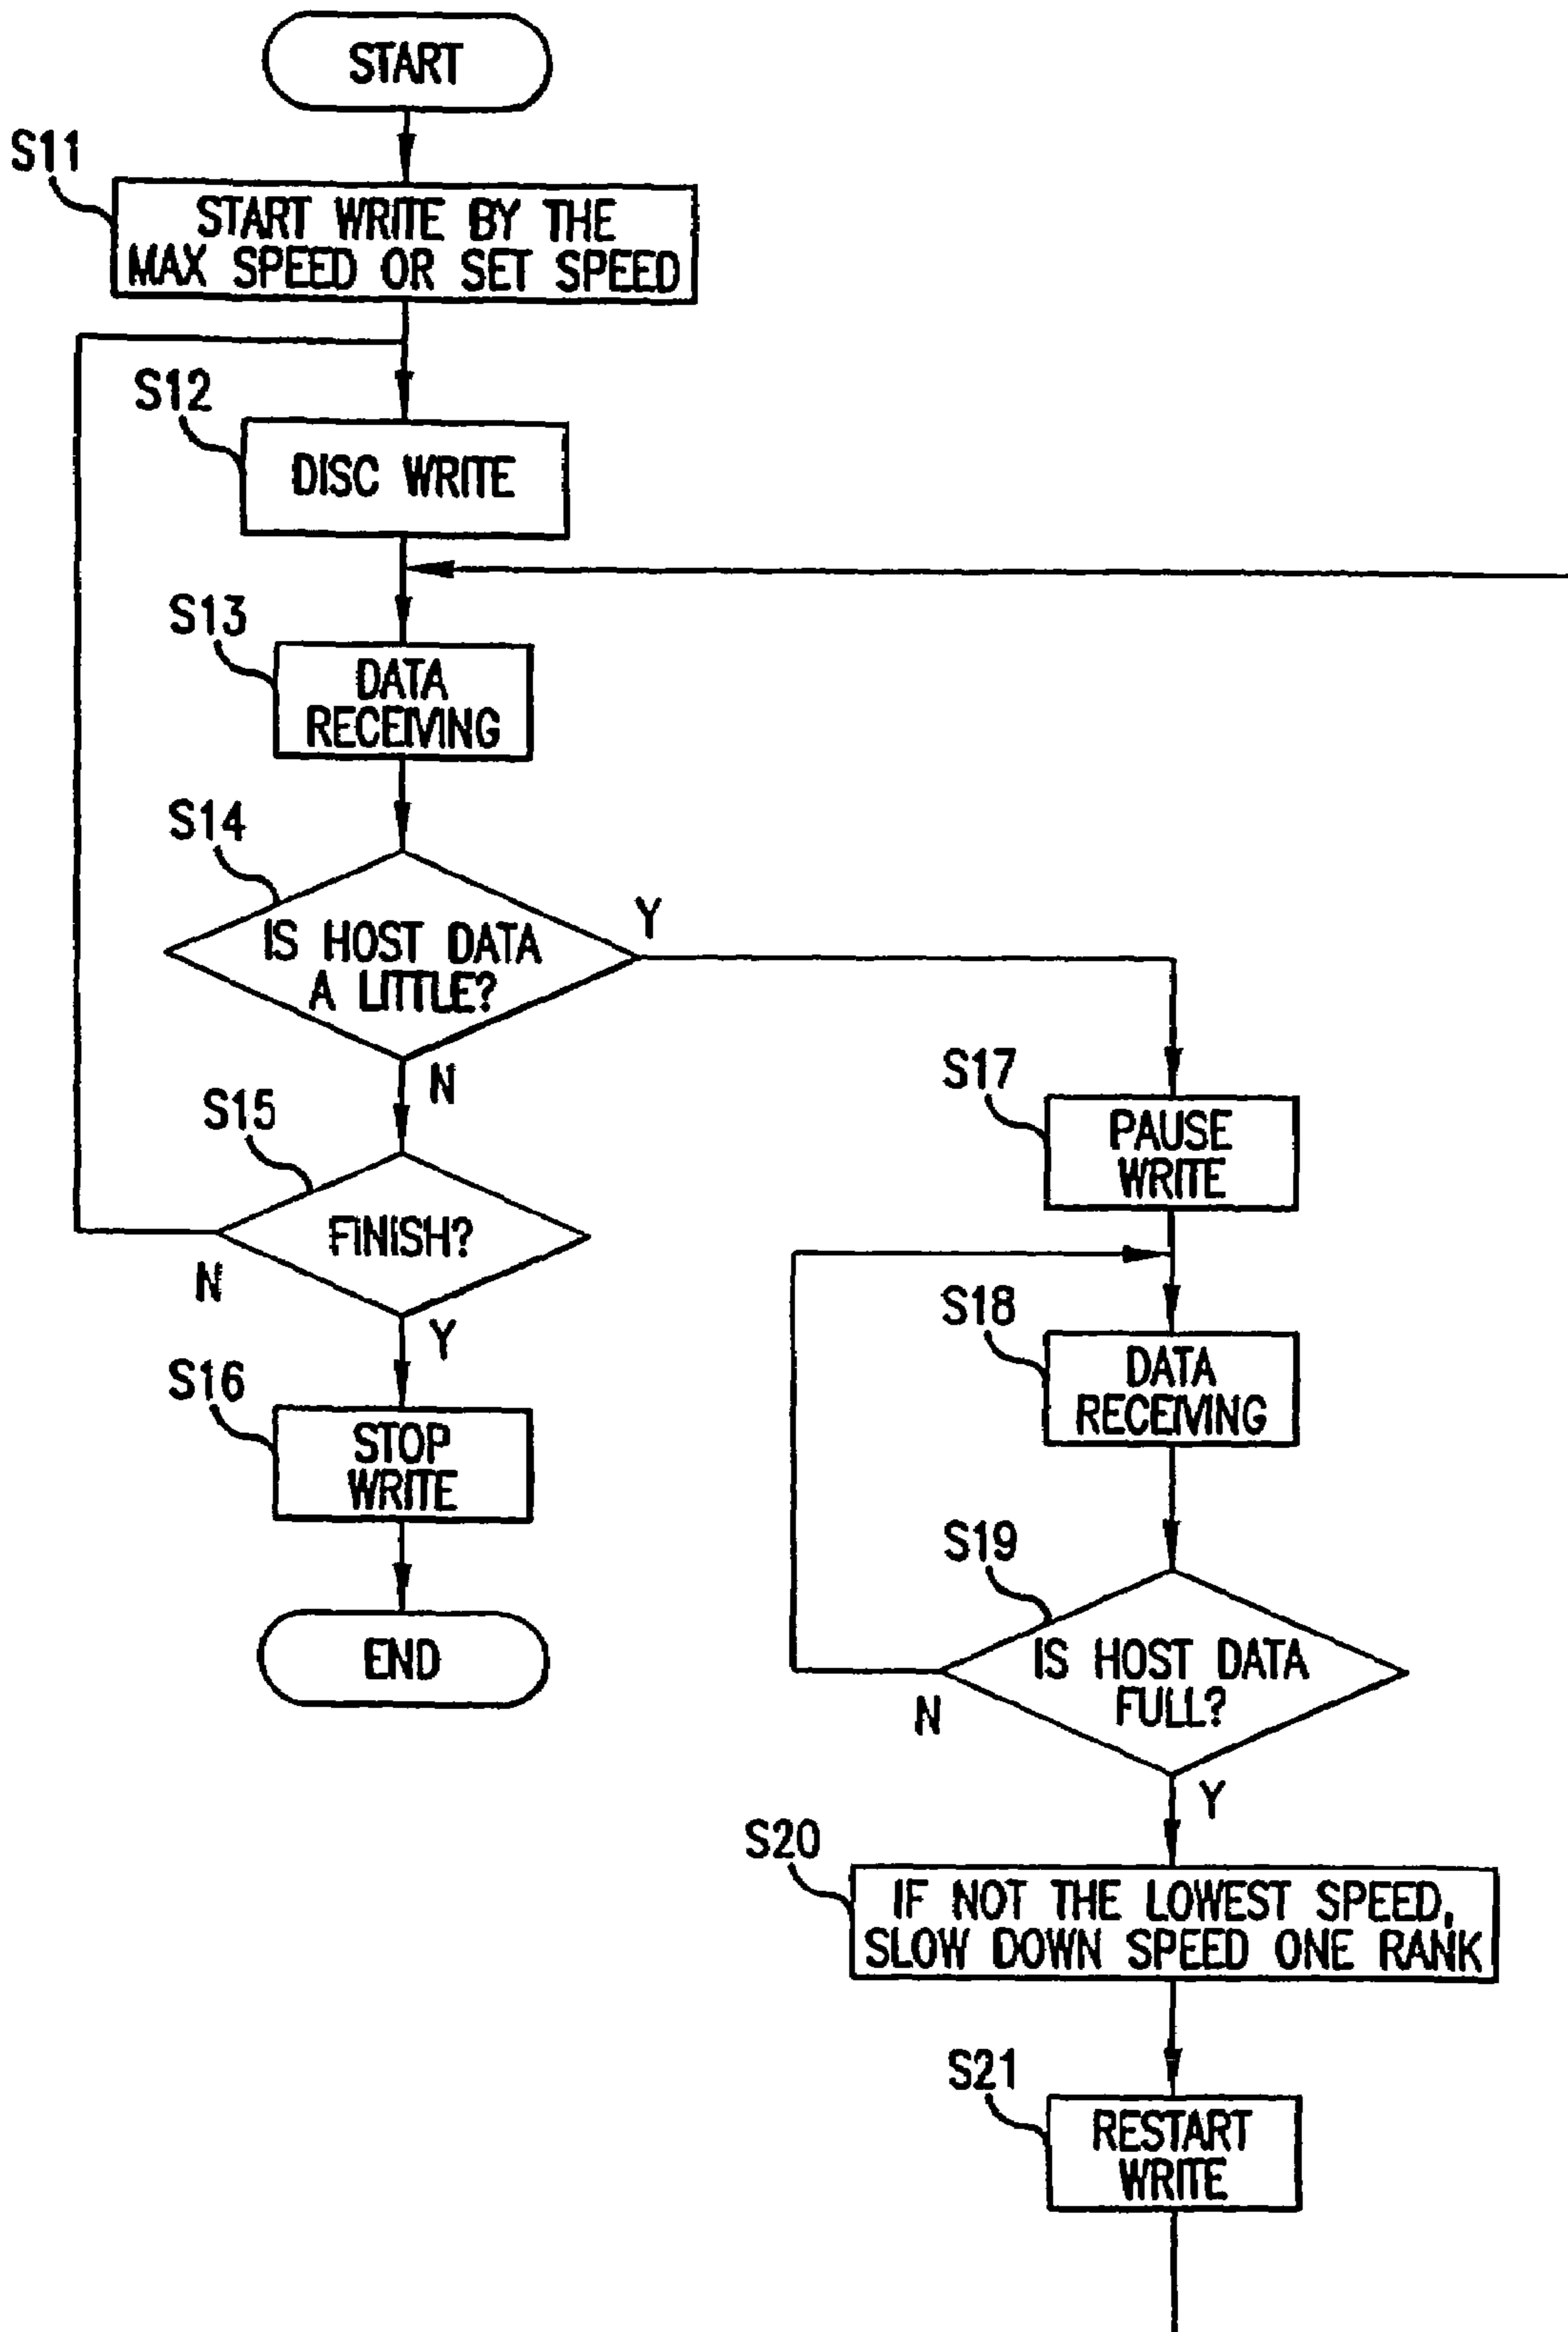 START
S11
START WRITE BY THE
MAX SPEED OR SET SPEED
S12
DISC WRITE
S13
DATA
RECEIVING
S14
IS HOST DATA
A LITTLE?
Y
N
S15
FINISH?
N
Y
S16
STOP
WRITE
END
S17
PAUSE
WRITE
S18
DATA
RECEIVING
S19
IS HOST DATA
FULL?
N
Y
S20
IF NOT THE LOWEST SPEED,
SLOW DOWN SPEED ONE RANK
S21
RESTART
WRITE